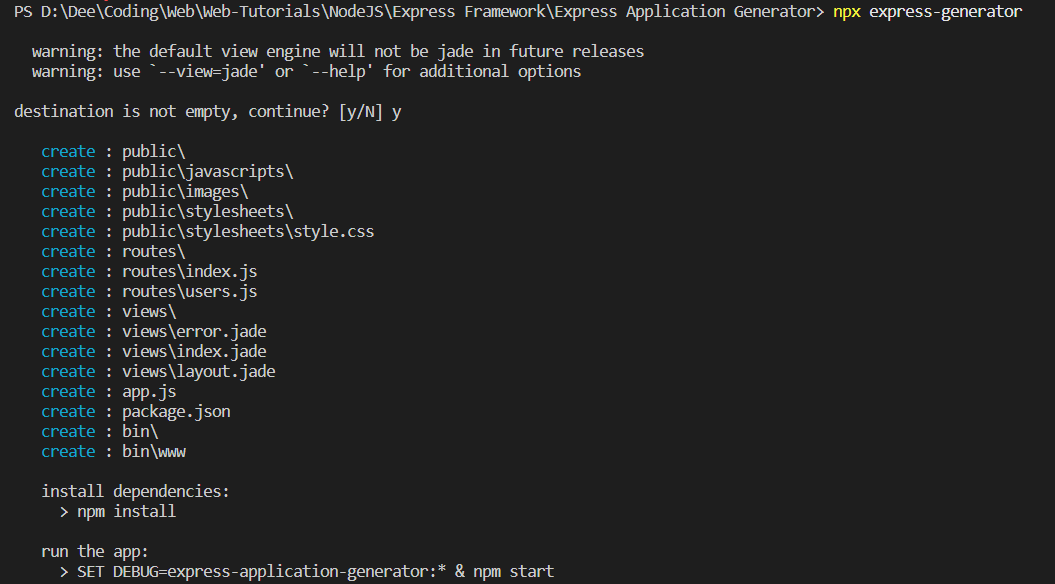 PS D:\Dee\Coding\Web\Web-Tutorials\NodeJS\Express Framework\Express Application Generator> npx express-generator
warning: the default view engine will not be jade in future releases
warning: use `--view=jade' or `--help' for additional options
destination is not empty, continue? [y/N] y
create : public\
create : public\javascripts\
create : public\images\
create : public\stylesheets\
create : public\stylesheets\style.css
create : routes\
create : routes\index.js
create : routes\users.js
create : views\
create : views\error.jade
create : views\index.jade
create : views\layout.jade
create : app.js
create : package.json
create : bin\
create : bin\www
install dependencies:
> npm install
run the app:
> SET DEBUG=express-application-generator:* & npm start